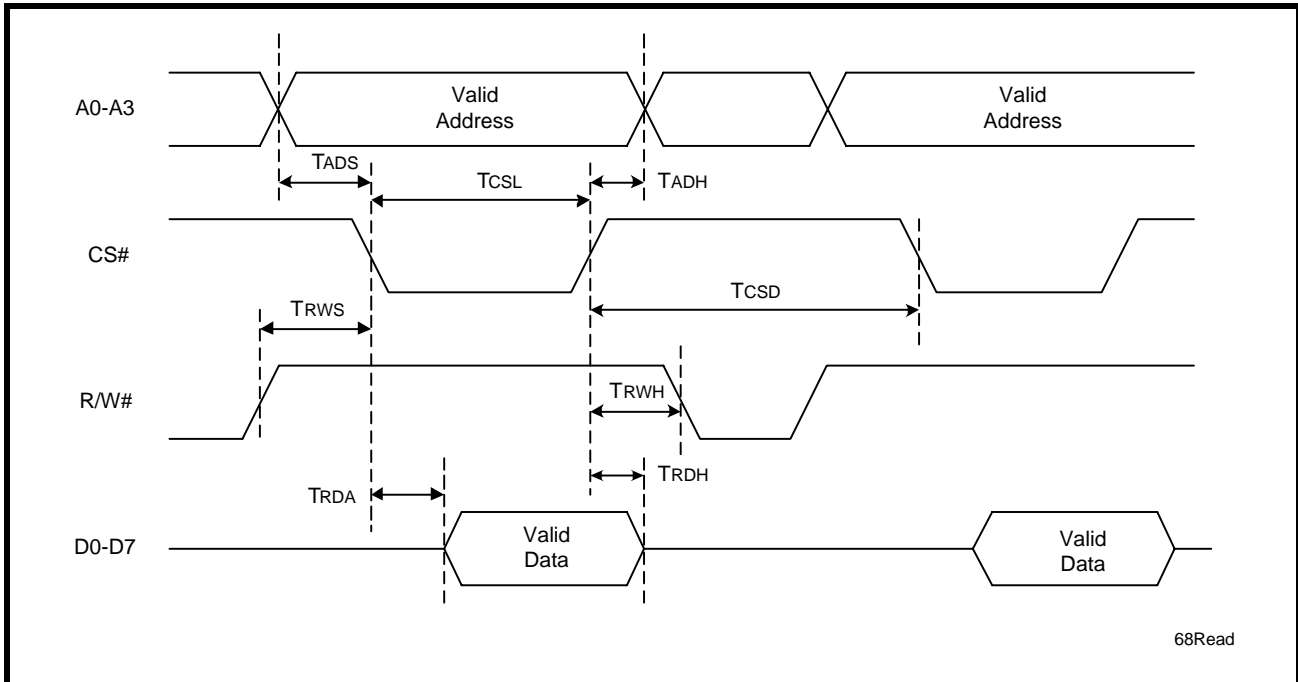 A0-A3
Valid
Address
Valid
Address
TADS
TCSL
TADH
CS#
TCSD
TRWS
R/W#
TRWH
TRDH
TRDA
D0-D7
Valid
Data
Valid
Data
68Read